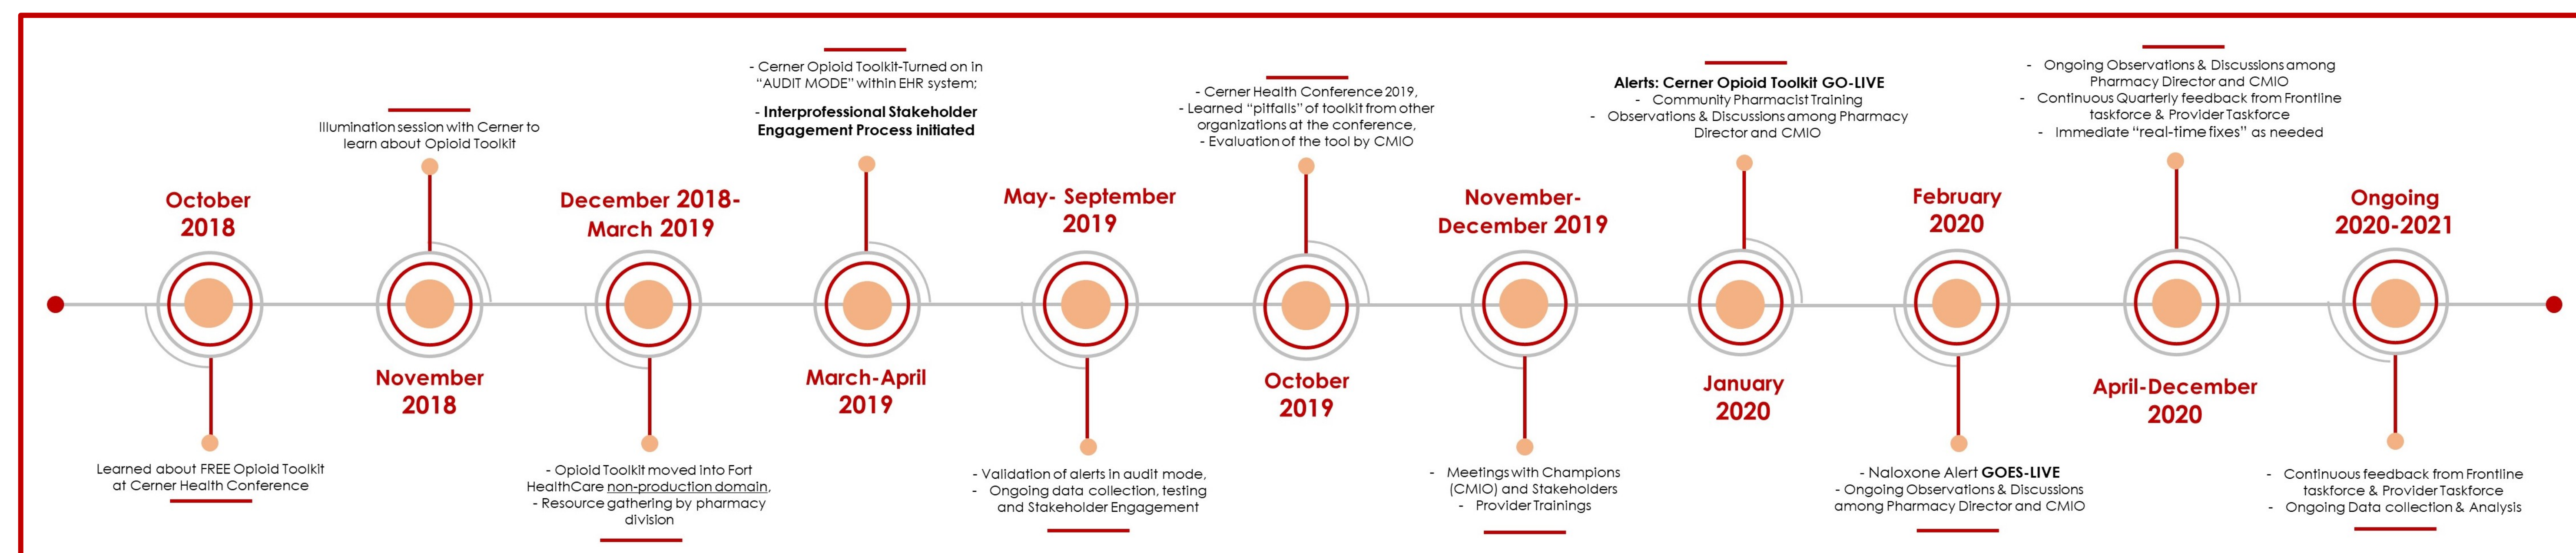 October
2018
Learned about FREE Opioid Toolkit
at Cerner Health Conference
Illumination session with Cerner to
learn about Opioid Toolkit
November
2018
December 2018-
March 2019
- Opioid Toolkit moved into Fort
HealthCare non-production domain,
- Resource gathering by pharmacy
division
- Cerner Opioid Toolkit-Turned on in
“AUDIT MODE” within EHR system;
- Interprofessional Stakeholder
Engagement Process initiated
March-April
2019
May- September
2019
- Validation of alerts in audit mode,
- Ongoing data collection, testing
and Stakeholder Engagement
- Cerner Health Conference 2019,
- Learned “pitfalls” of toolkit from other
organizations at the conference,
- Evaluation of the tool by CMIO
October
2019
November-
December 2019
- Meetings with Champions
(CMIO) and Stakeholders
- Provider Trainings
Alerts: Cerner Opioid Toolkit GO-LIVE
- Community Pharmacist Training
- Observations & Discussions among Pharmacy
Director and CMIO
January
2020
February
2020
- Naloxone Alert GOES-LIVE
- Ongoing Observations & Discussions
among Pharmacy Director and CMIO
- Ongoing Observations & Discussions among
Pharmacy Director and CMIO
- Continuous Quarterly feedback from Frontline
taskforce & Provider Taskforce
- Immediate “real-time fixes” as needed
April-December
2020
Ongoing
2020-2021
- Continuous feedback from Frontline
taskforce & Provider Taskforce
- Ongoing Data collection & Analysis